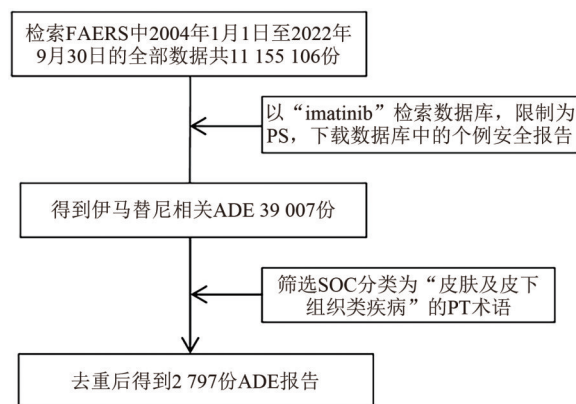 检索FAERS中2004年1月1日至2022年
9月30日的全部数据共11 155 106份
以“imatinib”检索数据库，限制为
PS，下载数据库中的个例安全报告
得到伊马替尼相关ADE 39 007份
筛选SOC分类为“皮肤及皮下
组织类疾病”的PT术语
去重后得到2 797份ADE报告